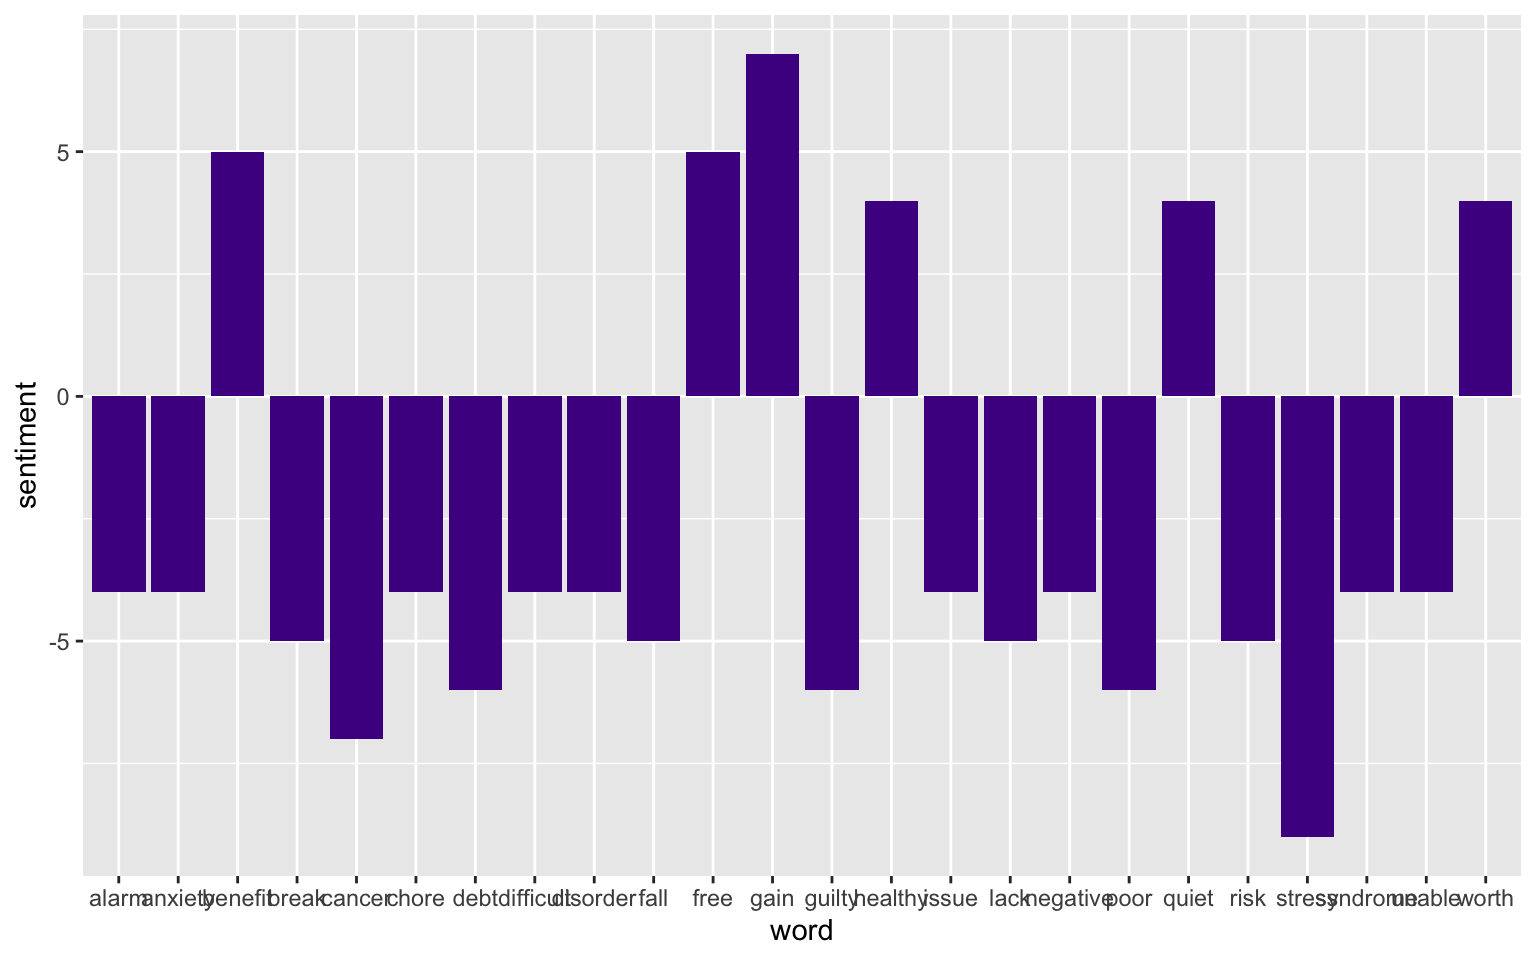 5
0
-5
sentiment
alarm anxiety benefit break cancer chore debt difficult disorder fall free gain guilty healthy issue lack negative poor quiet risk stress syndrome unable worth
word